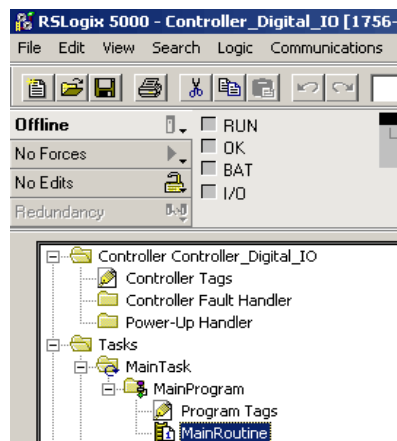 RSLogix 5000 - Controller_Digital_IO [1756-
File Edit View Search Logic Communications
Offline
RUN
No Forces
OK
No Edits
BAT
Redundancy
I/O
Controller Controller_Digital_IO
Controller Tags
Controller Fault Handler
Power-Up Handler
Tasks
MainTask
MainProgram
Program Tags
MainRoutine